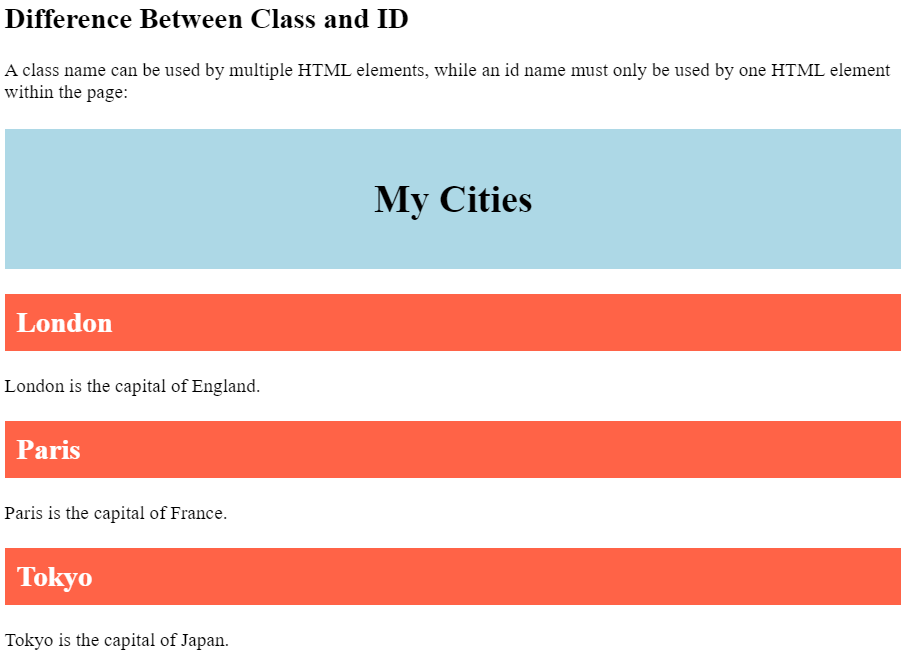 Difference Between Class and ID
A class name can be used by multiple HTML elements, while an id name must only be used by one HTML element
within the page:
My Cities
London
London is the capital of England.
Paris
Paris is the capital of France.
Tokyo
Tokyo is the capital of Japan.